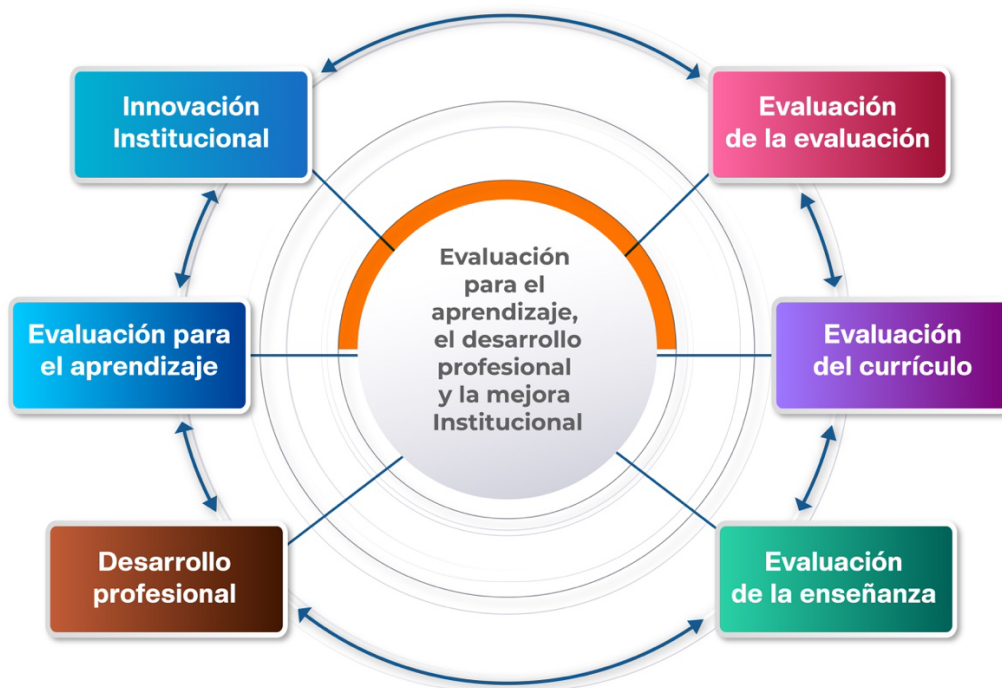 Innovación
Institucional
Evaluación
de la evaluación
Evaluación
para el
aprendizaje,
el desarrollo
profesional
y la mejora
Institucional
Evaluación para
el aprendizaje
Evaluación
del currículo
Desarrollo
profesional
Evaluación
de la enseñanza